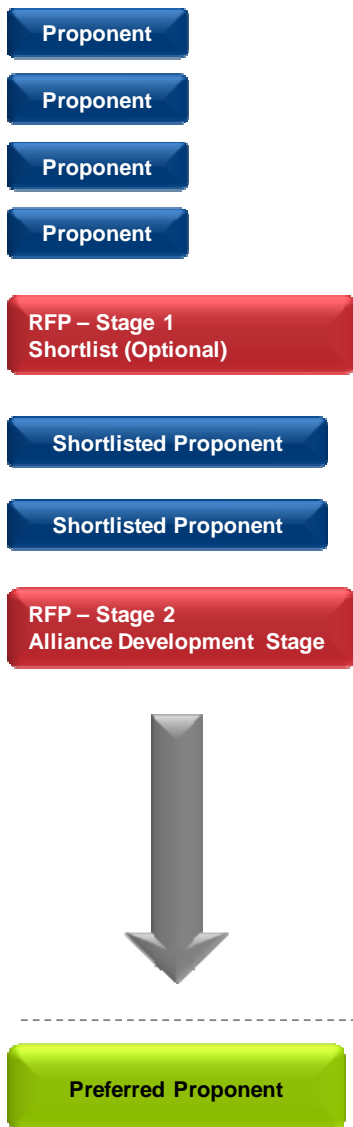 Proponent
Proponent
Proponent
Proponent
RFP – Stage 1
Shortlist (Optional)
Shortlisted Proponent
Shortlisted Proponent
RFP – Stage 2
Alliance Development Stage
Preferred Proponent